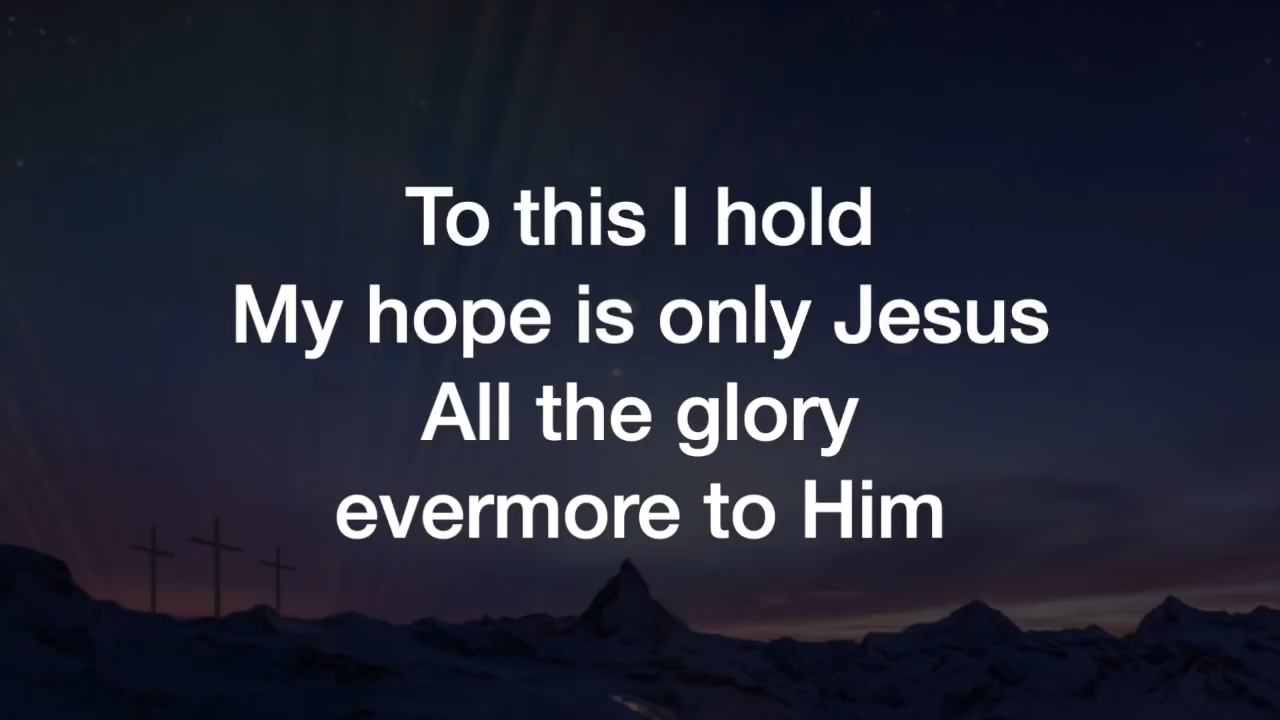 To this I hold
My hope is only Jesus
All the glory
evermore to Him